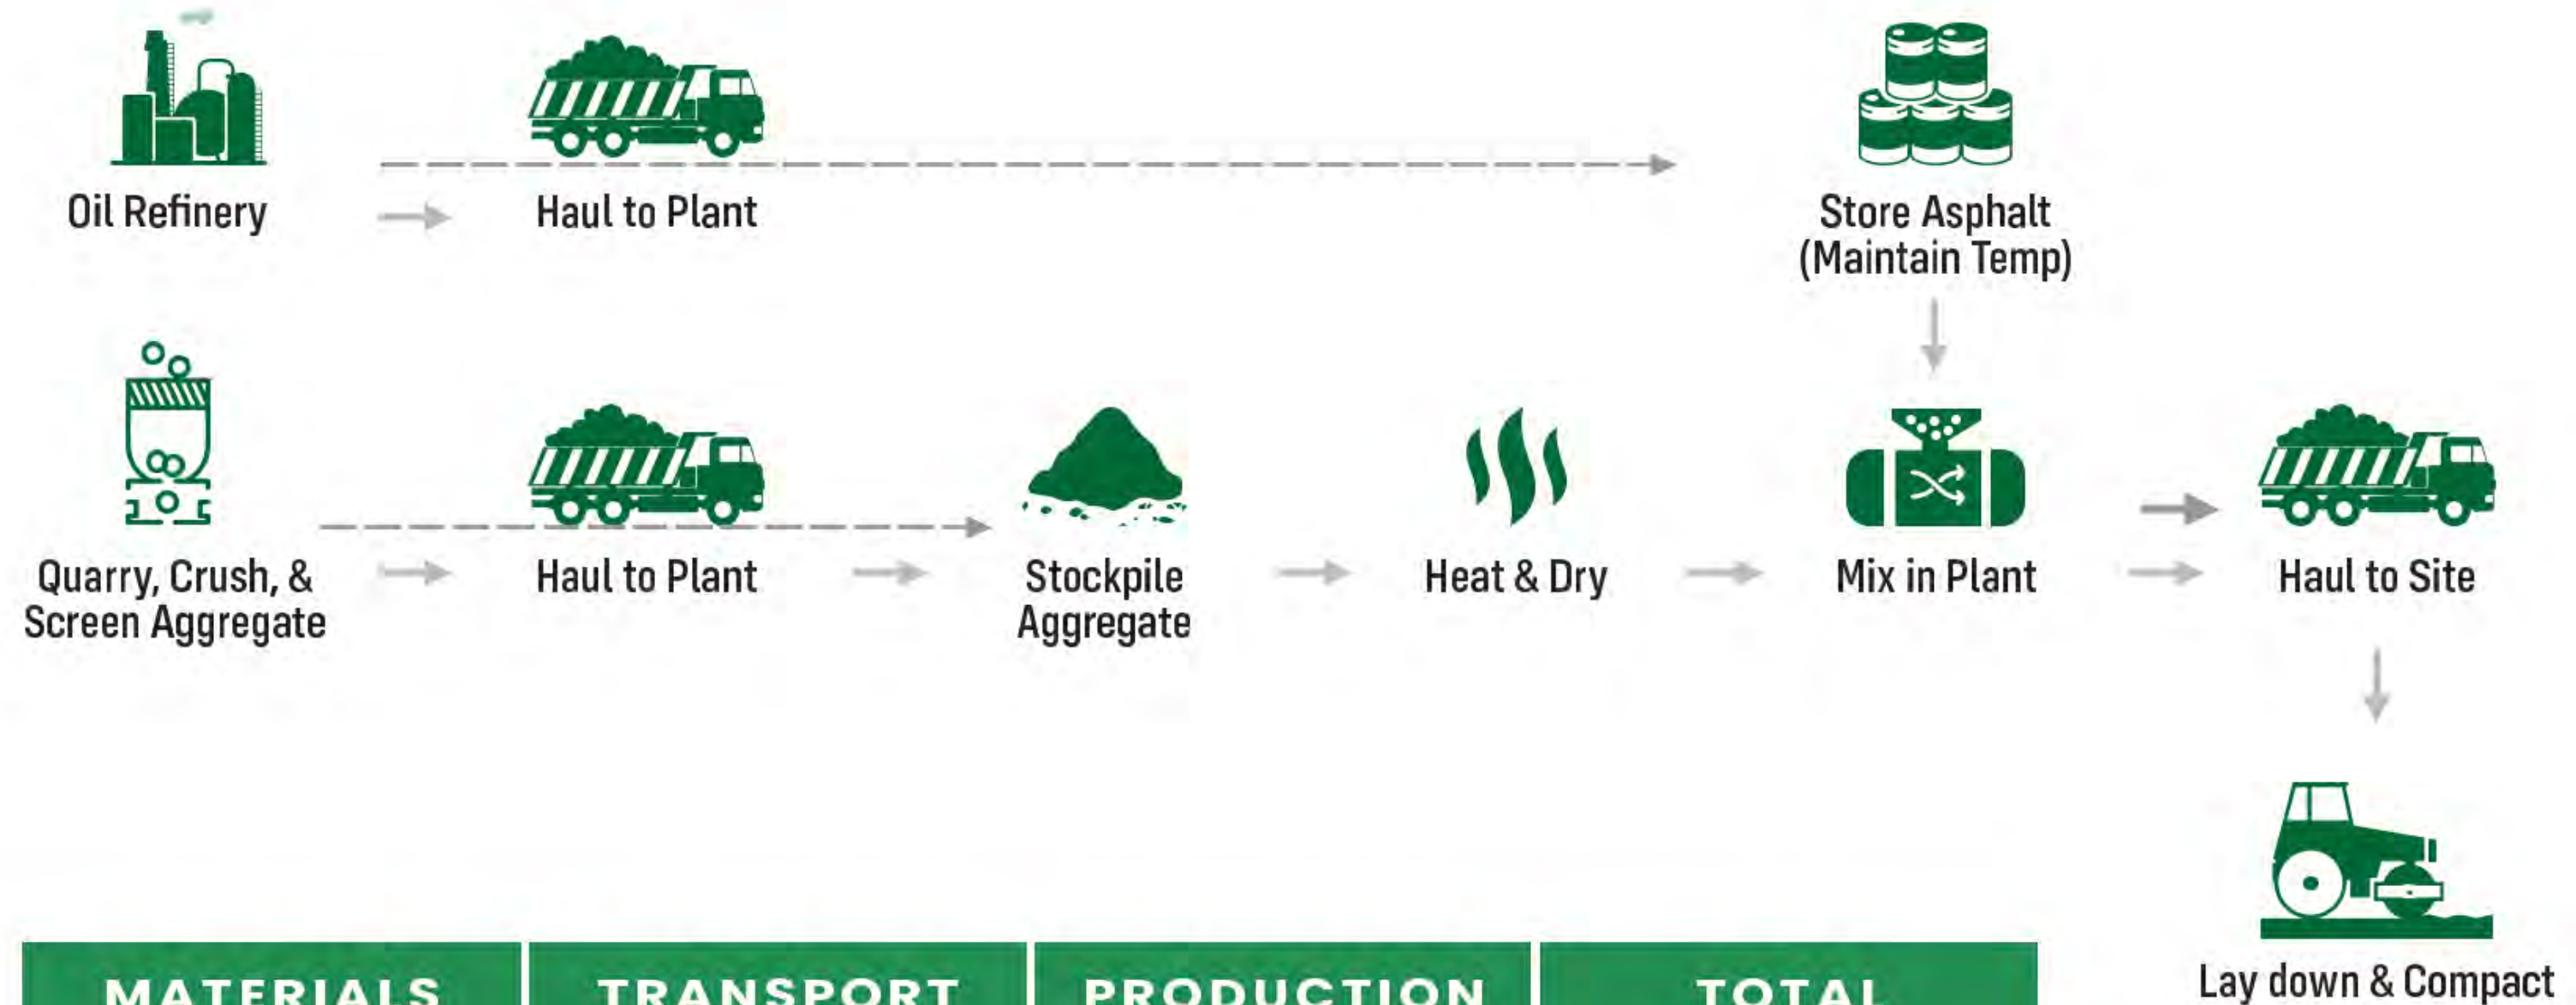 Oil Refinery
Haul to Plant
Store Asphalt
(Maintain Temp)
Quarry, Crush, &
Screen Aggregate
Haul to Plant
Stockpile
Aggregate
Heat & Dry
Mix in Plant
Haul to Site
Lay down & Compact
MATERIALS
TRANSPORT
PRODUCTION
TOTAL